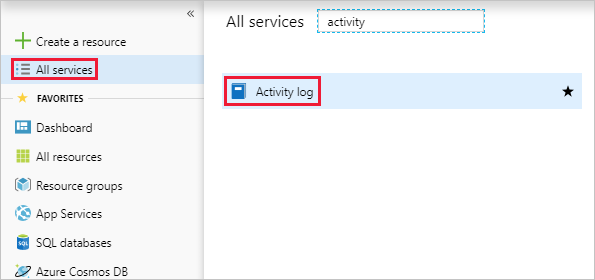 «
Create a resource
All services
FAVORITES
Dashboard
All resources
Resource groups
App Services
SQL
SQL databases
Azure Cosmos DB
All services
activity
Activity log